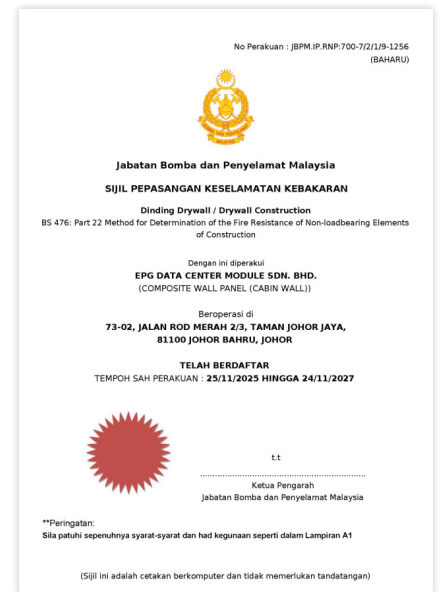 No Perakuan : JBPM.IP.RNP:700-7/2/1/9-1256
(BAHARU)
Jabatan Bomba dan Penyelamat Malaysia
SIJIL PEPASANGAN KESELAMATAN KEBAKARAN
Dinding Drywall / Drywall Construction
BS 476: Part 22 Method for Determination of the Fire Resistance of Non-loadbearing Elements
of Construction
Dengan ini diperakui
EPG DATA CENTER MODULE SDN. BHD.
(COMPOSITE WALL PANEL (CABIN WALL))
Beroperasi di
73-02, JALAN ROD MERAH 2/3, TAMAN JOHOR JAYA,
81100 JOHOR BAHRU, JOHOR
TELAH BERDAFTAR
TEMPOH SAH PERAKUAN : 25/11/2025 HINGGA 24/11/2027
t.t
Ketua Pengarah
Jabatan Bomba dan Penyelamat Malaysia
**Peringatan:
Sila patuhi sepenuhnya syarat-syarat dan had kegunaan seperti dalam Lampiran A1
(Sijil ini adalah cetakan berkomputer dan tidak memerlukan tandatangan)